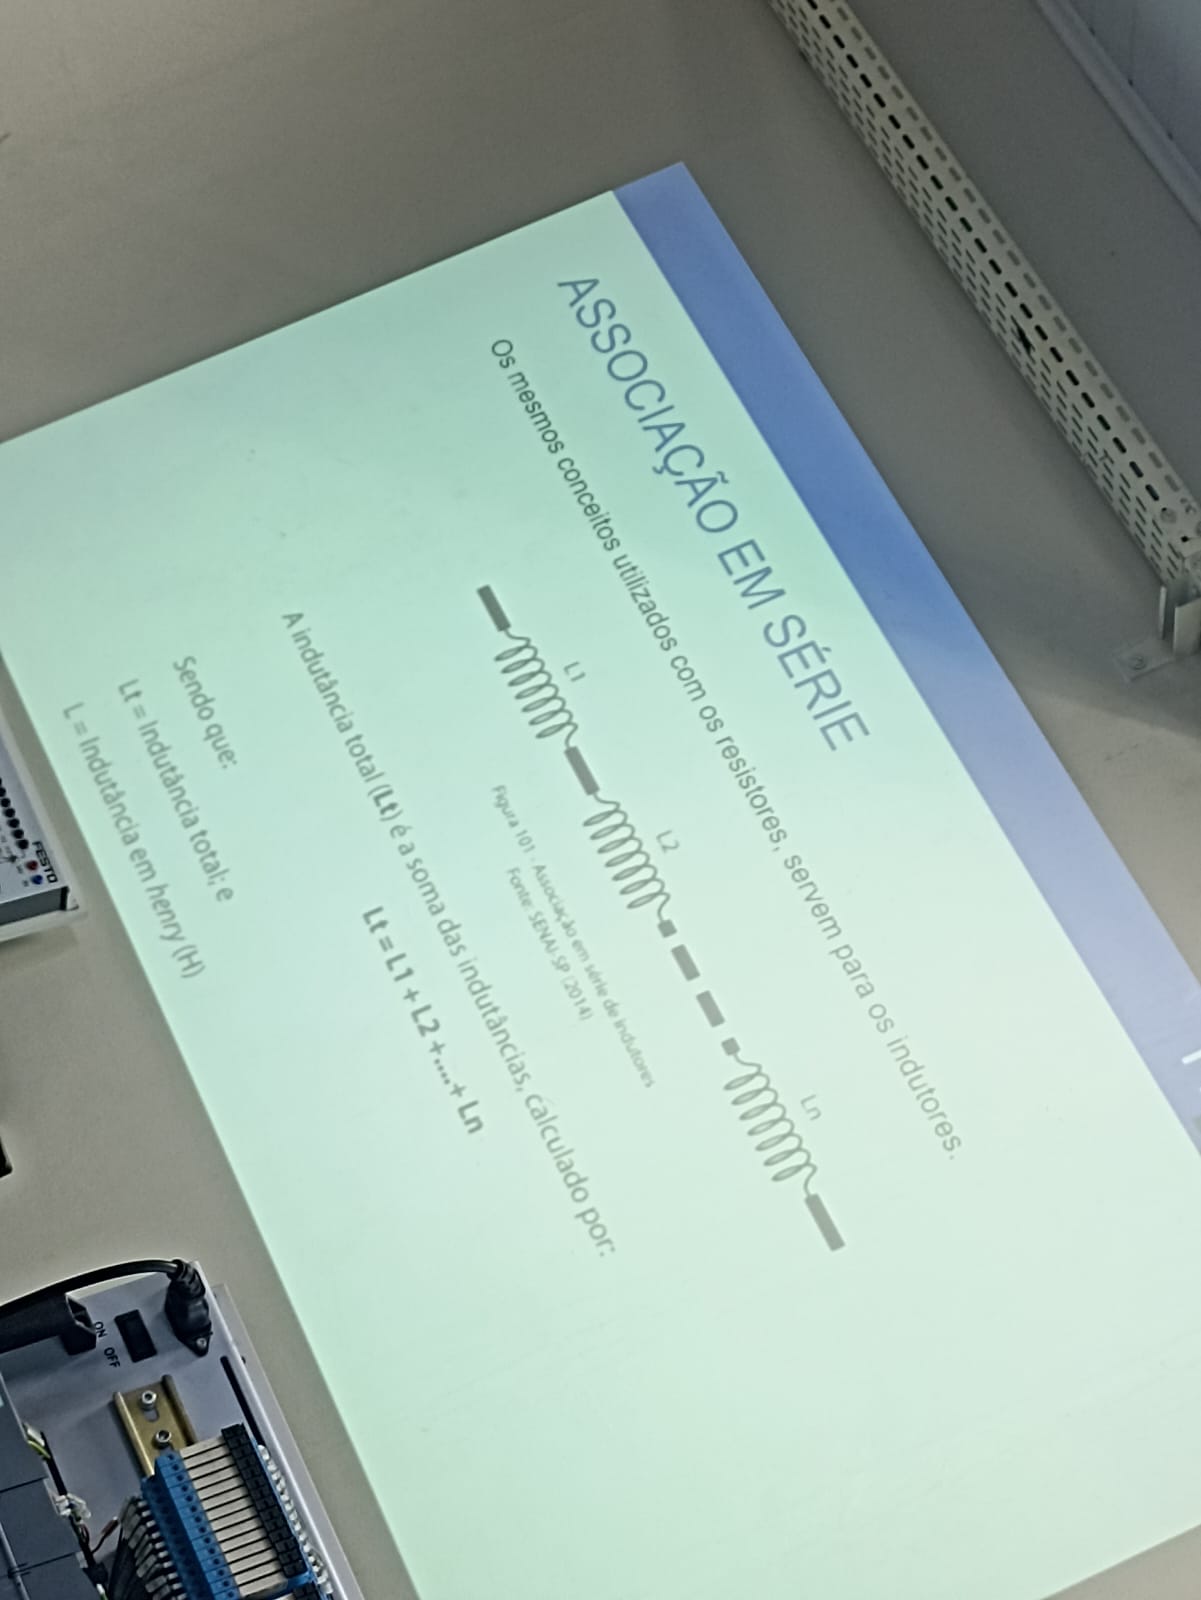 ASSOCIAÇÃO EM SÉRIE
Os mesmos conceitos utilizados com os resistores, servem para os indutores.
L1
L2
Ln
Figura 101 - Associação em série de indutores
Fonte: SENAI-SP (2014)
A indutância total (Lt) é a soma das indutâncias, calculado por:
Lt = L1 + L2 +....+ Ln
Sendo que:
Lt = Indutância total; e
L = Indutância em henry (H)
FESTO
ON
OFF